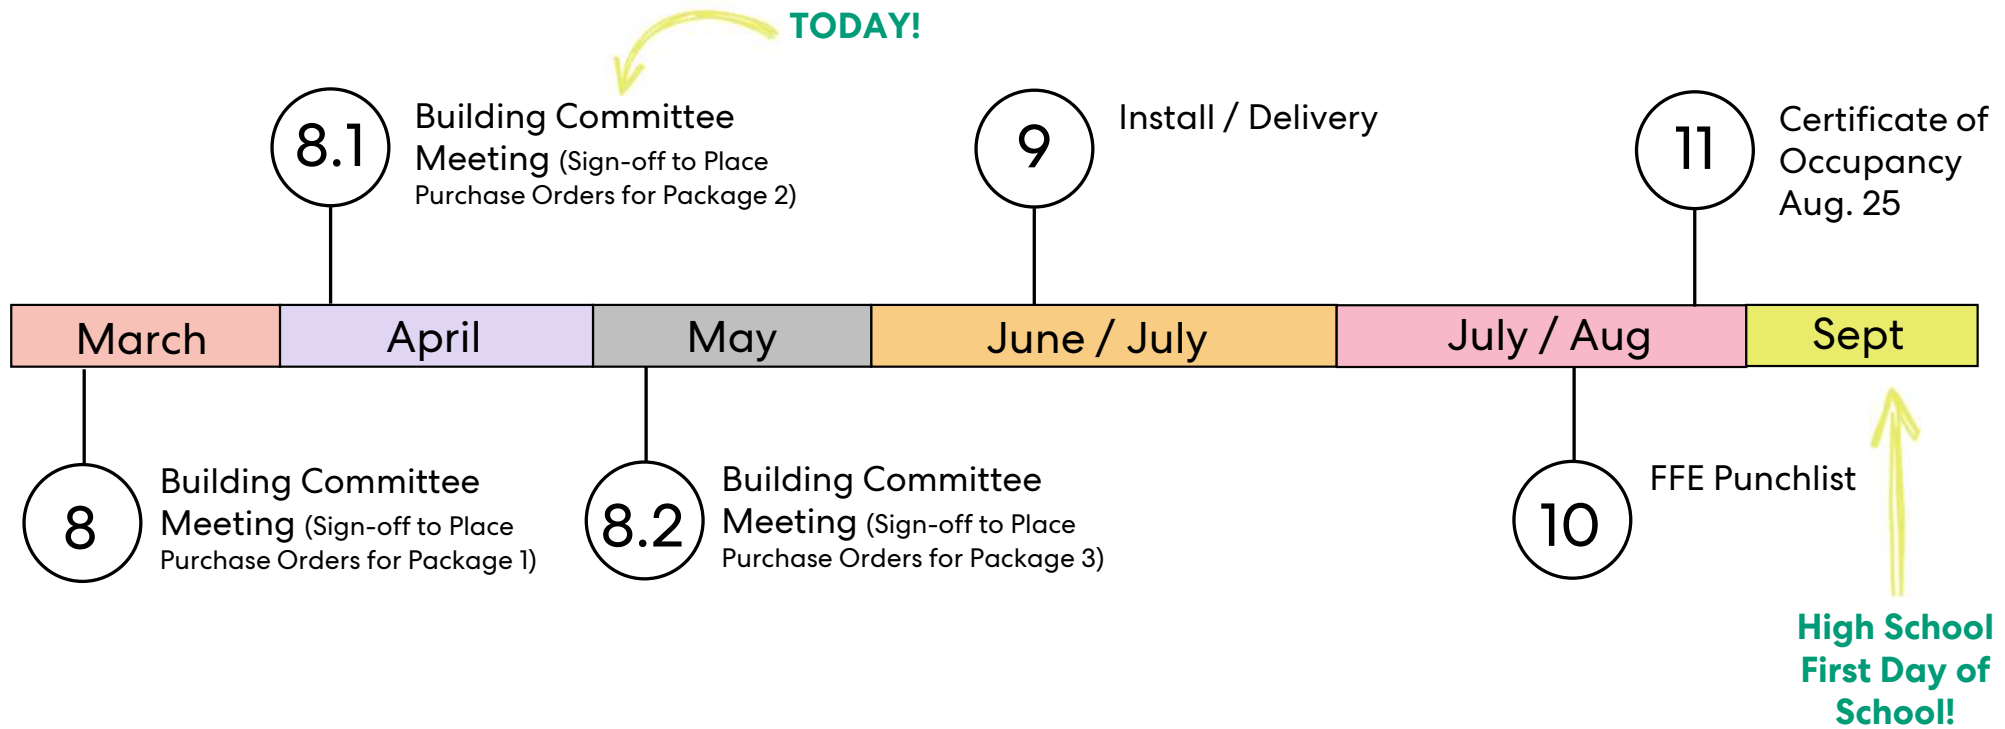 TODAY!
8.1
Building Committee
Meeting (Sign-off to Place
Purchase Orders for Package 2)
9
Install / Delivery
11
Certificate of
Occupancy
Aug. 25
March
April
May
June / July
July / Aug
Sept
8
Building Committee
Meeting (Sign-off to Place
Purchase Orders for Package 1)
8.2
Building Committee
Meeting (Sign-off to Place
Purchase Orders for Package 3)
10
FFE Punchlist
High School
First Day of
School!